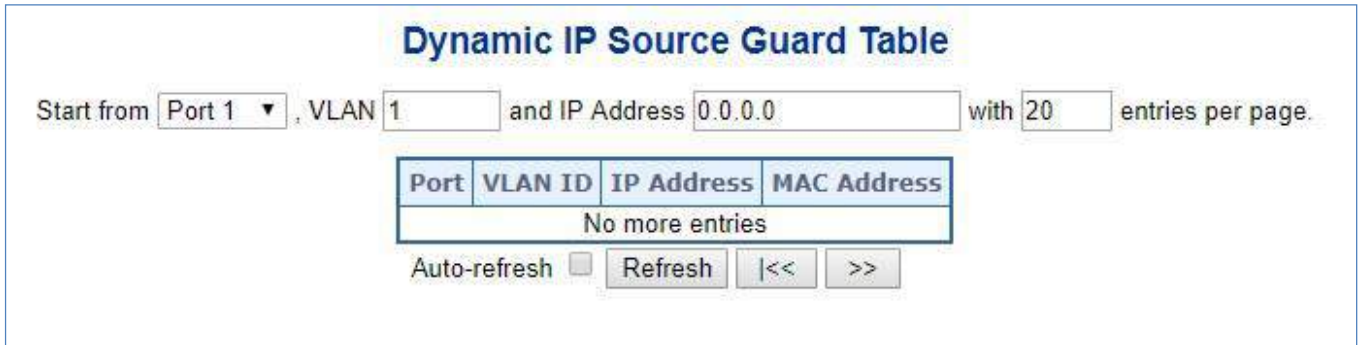 Dynamic IP Source Guard Table
Start from Port 1 , VLAN 1 and IP Address 0.0.0.0 with 20 entries per page.
Port VLAN ID IP Address MAC Address
No more entries
Auto-refresh Refresh |<< >>